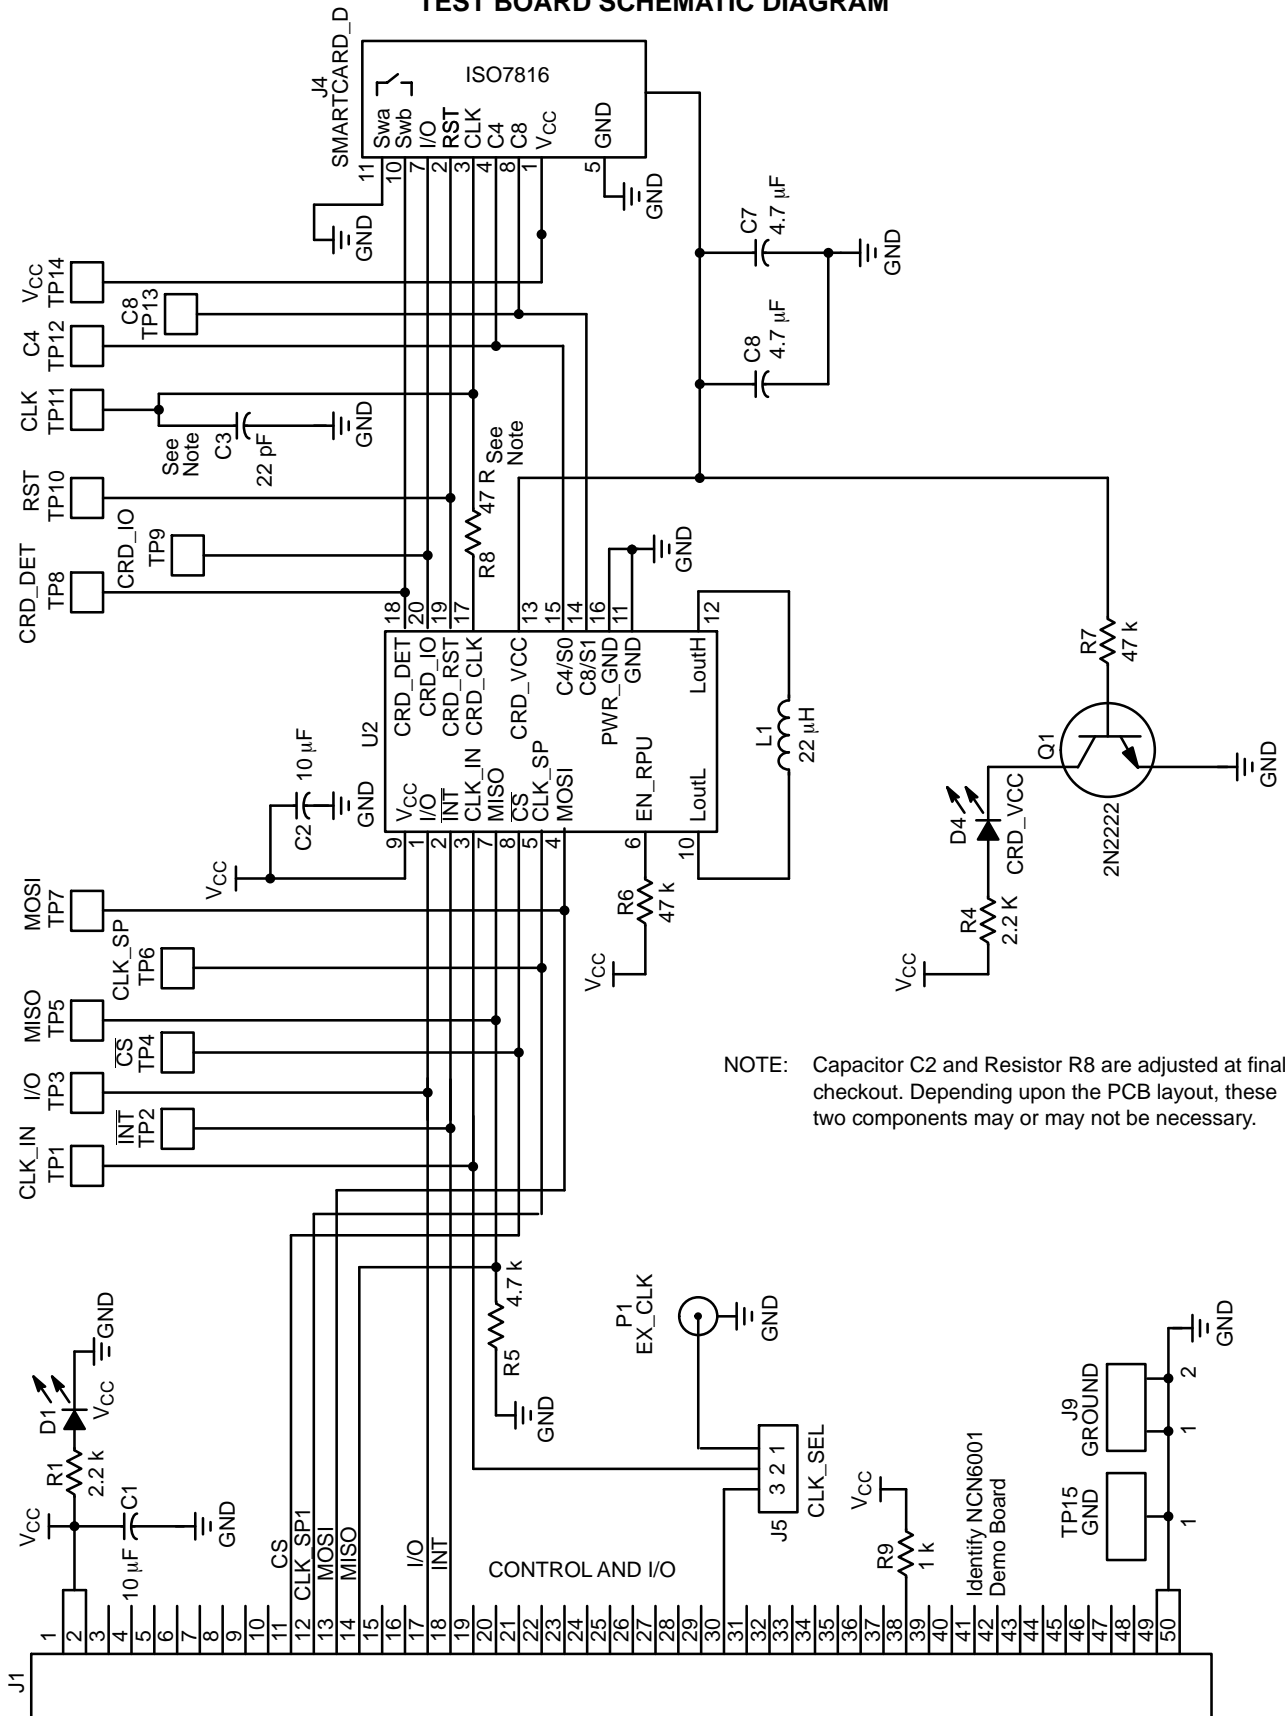 TEST BOARD SCHEMATIC DIAGRAM
J4
SMARTCARD_D
ISO7816
Swa
Swb
I/O
RST
CLK
C4
C8
VCC
GND
11
10
7
2
3
4
8
1
5
GND
GND
C7
4.7 µF
C8
4.7 µF
GND
VCC
TP14
C8
TP13
C4
TP12
CLK
TP11
See
Note
C3
22 pF
GND
RST
TP10
CRD_IO
TP9
CRD_DET
TP8
47 R
See
Note
R8
18
20
19
17
13
15
14
16
11
12
GND
U2
CRD_DET
CRD_IO
CRD_RST
CRD_CLK
CRD_VCC
C4/S0
C8/S1
PWR_GND
GND
LoutH
VCC
I/O
INT
CLK_IN
MISO
CS
CLK_SP
MOSI
EN_RPU
LoutL
9
1
2
3
7
8
5
4
6
10
L1
22 µH
C2
10 µF
GND
VCC
R6
47 k
VCC
R7
47 k
Q1
2N2222
GND
D4
CRD_VCC
R4
2.2 K
VCC
MOSI
TP7
CLK_SP
TP6
MISO
TP5
CS
TP4
I/O
TP3
INT
TP2
CLK_IN
TP1
NOTE: Capacitor C2 and Resistor R8 are adjusted at final
checkout. Depending upon the PCB layout, these
two components may or may not be necessary.
4.7 k
R5
GND
P1
EX_CLK
GND
3 2 1
J5
CLK_SEL
D1
VCC
GND
R1
2.2 k
VCC
C1
10 µF
GND
CS
CLK_SP1
MOSI
MISO
I/O
INT
CONTROL AND I/O
VCC
R9
1 k
Identify NCN6001
Demo Board
J9
GROUND
1
2
TP15
GND
1
GND
J1
1
2
3
4
5
6
7
8
9
10
11
12
13
14
15
16
17
18
19
20
21
22
23
24
25
26
27
28
29
30
31
32
33
34
35
36
37
38
39
40
41
42
43
44
45
46
47
48
49
50